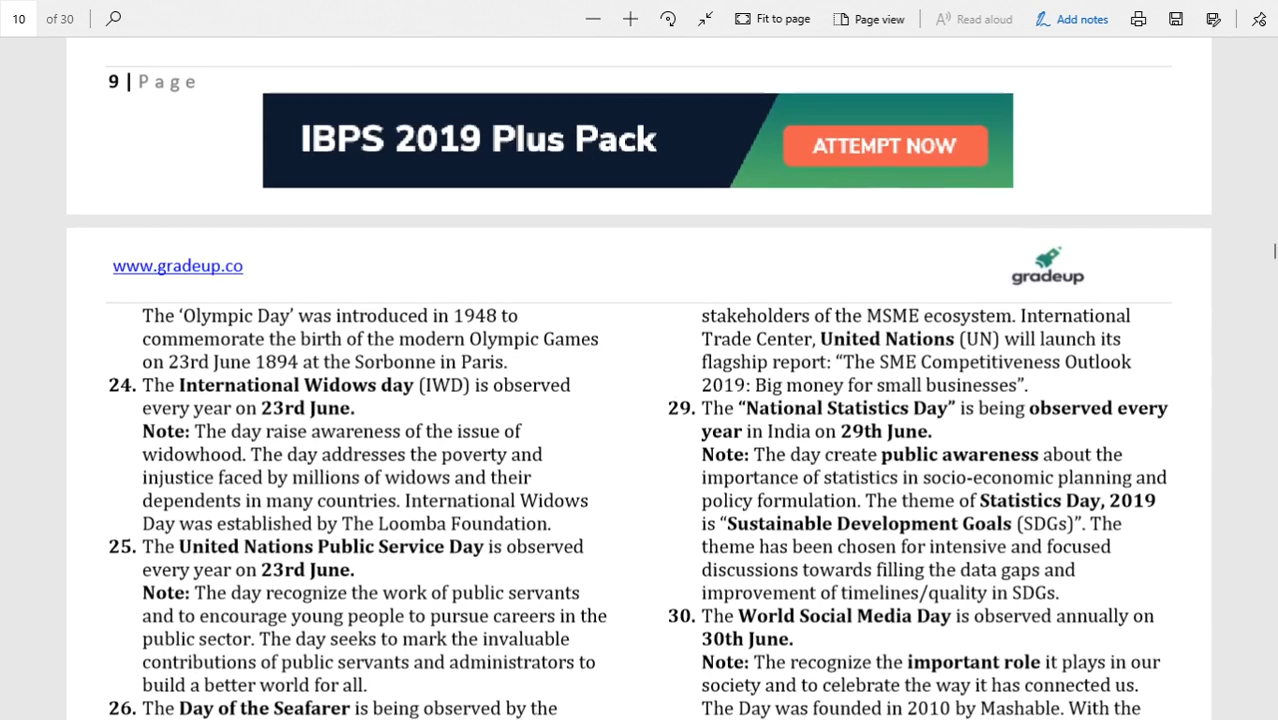 10 of 30
Fit to page
Page view
Read aloud
Add notes
9 | P a g e
IBPS 2019 Plus Pack
ATTEMPT NOW
www.gradeup.co
gradeup
The ‘Olympic Day’ was introduced in 1948 to
commemorate the birth of the modern Olympic Games
on 23rd June 1894 at the Sorbonne in Paris.
24. The International Widows day (IWD) is observed
every year on 23rd June.
Note: The day raise awareness of the issue of
widowhood. The day addresses the poverty and
injustice faced by millions of widows and their
dependents in many countries. International Widows
Day was established by The Loomba Foundation.
25. The United Nations Public Service Day is observed
every year on 23rd June.
Note: The day recognize the work of public servants
and to encourage young people to pursue careers in the
public sector. The day seeks to mark the invaluable
contributions of public servants and administrators to
build a better world for all.
26. The Day of the Seafarer is being observed by the
stakeholders of the MSME ecosystem. International
Trade Center, United Nations (UN) will launch its
flagship report: “The SME Competitiveness Outlook
2019: Big money for small businesses”.
29. The “National Statistics Day” is being observed every
year in India on 29th June.
Note: The day create public awareness about the
importance of statistics in socio-economic planning and
policy formulation. The theme of Statistics Day, 2019
is “Sustainable Development Goals (SDGs)”. The
theme has been chosen for intensive and focused
discussions towards filling the data gaps and
improvement of timelines/quality in SDGs.
30. The World Social Media Day is observed annually on
30th June.
Note: The recognize the important role it plays in our
society and to celebrate the way it has connected us.
The Day was founded in 2010 by Mashable. With the